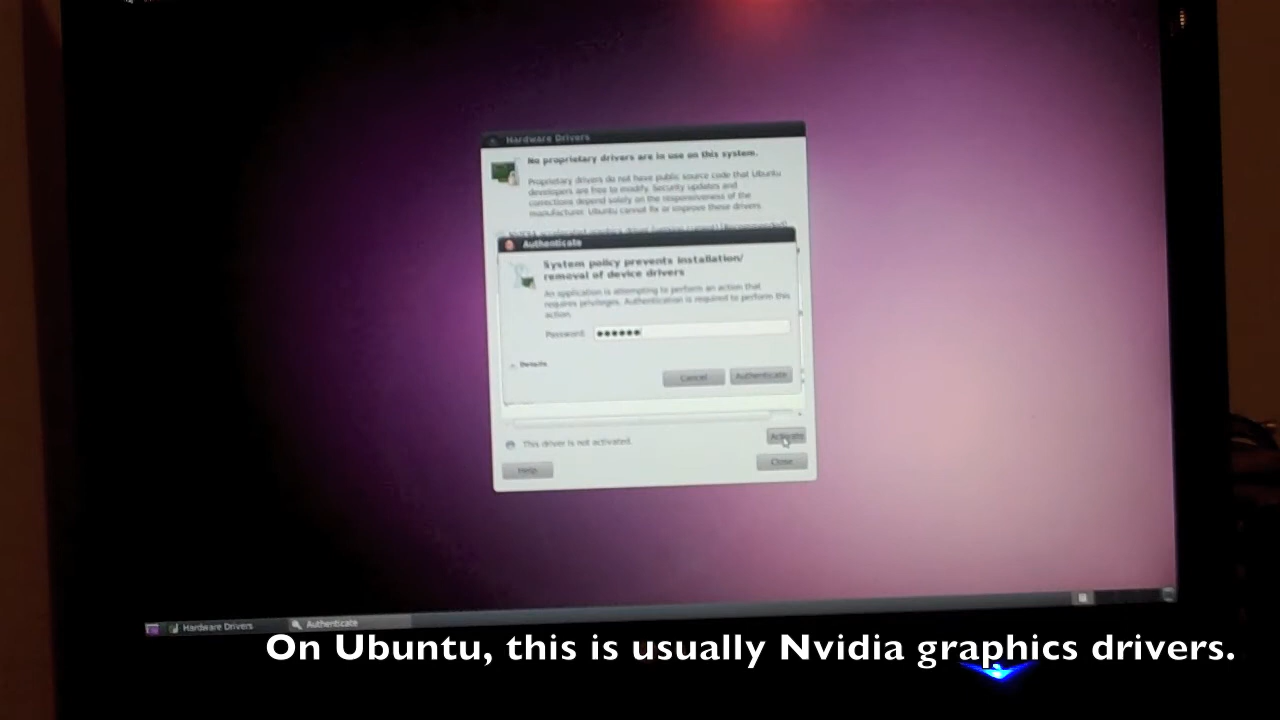 Hardware Drivers
No proprietary drivers are in use on this system.
Proprietary drivers do not have public source code that Ubuntu
developers are free to modify. Security updates and
corrections depend solely on the responsiveness of the
manufacturer. Ubuntu cannot fix or improve these drivers.
Authenticate
System policy prevents installation/
removal of device drivers
An application is attempting to perform an action that
requires privileges. Authentication is required to perform this
action.
Password:
Details
Cancel Authenticate
This driver is not activated. Activate
Help Close
Hardware Drivers Authenticate
On Ubuntu, this is usually Nvidia graphics drivers.